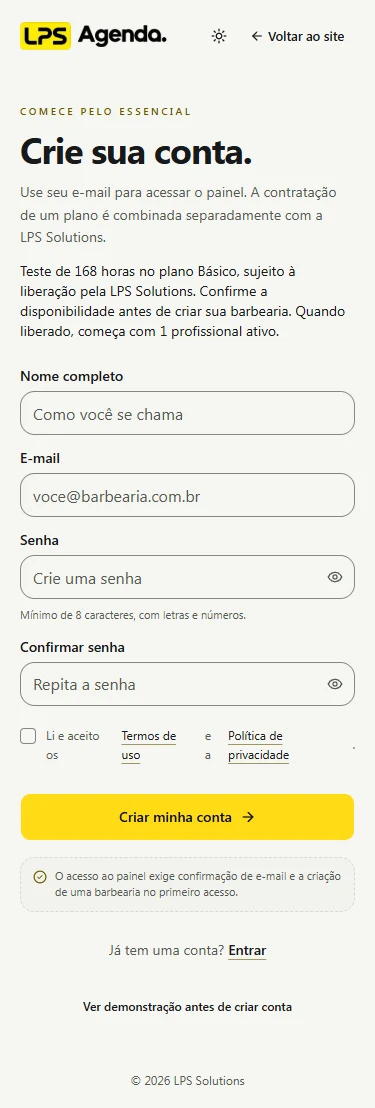 LPS Agenda.
← Voltar ao site
COMECE PELO ESSENCIAL
Crie sua conta.
Use seu e-mail para acessar o painel. A contratação
de um plano é combinada separadamente com a
LPS Solutions.
Teste de 168 horas no plano Básico, sujeito à
liberação pela LPS Solutions. Confirme a
disponibilidade antes de criar sua barbearia. Quando
liberado, começa com 1 profissional ativo.
Nome completo
Como você se chama
E-mail
voce@barbearia.com.br
Senha
Crie uma senha
Mínimo de 8 caracteres, com letras e números.
Confirmar senha
Repita a senha
Li e aceito os Termos de uso e a Política de privacidade.
Criar minha conta →
O acesso ao painel exige confirmação de e-mail e a criação
de uma barbearia no primeiro acesso.
Já tem uma conta? Entrar
Ver demonstração antes de criar conta
© 2026 LPS Solutions